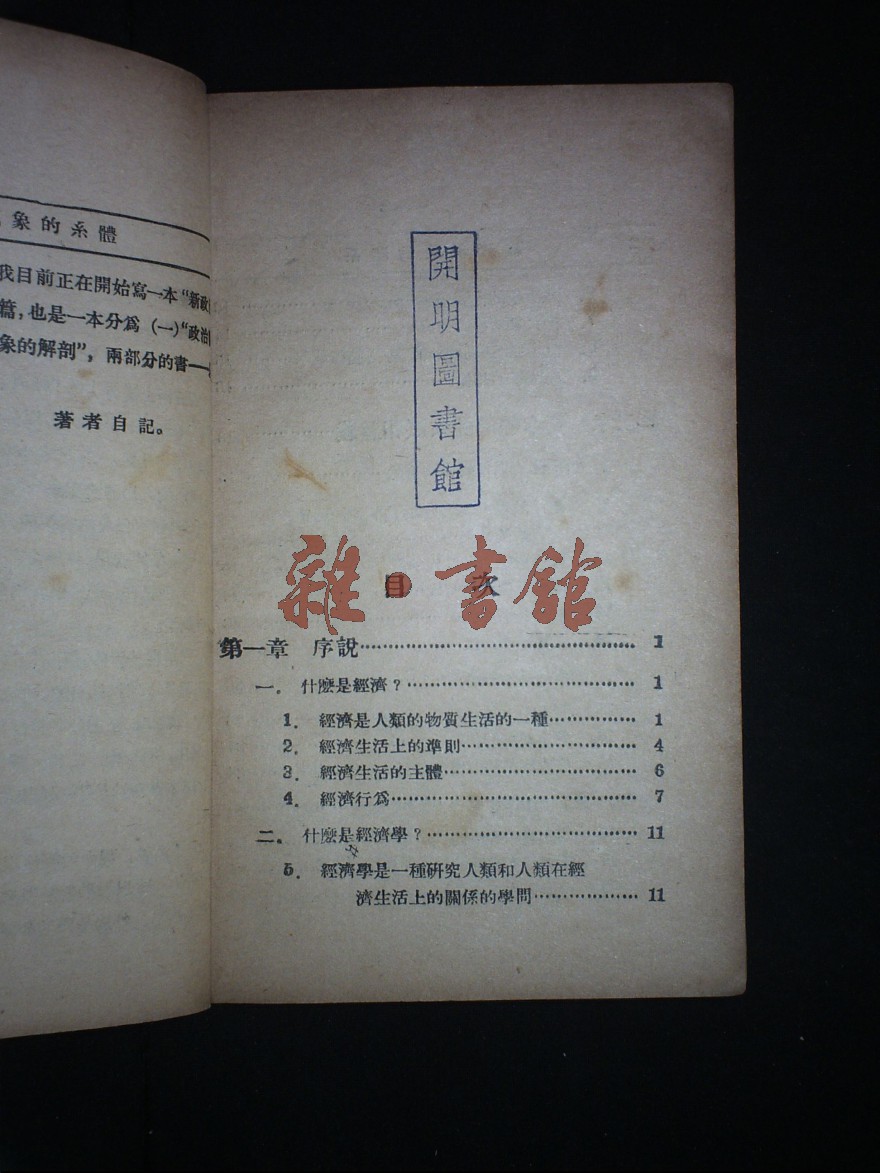 象的系體
我目前正在開始寫一本“新政
篇，也是一本分爲（一）“政治
象的解剖”，兩部分的書——
著者自記。
開明圖書館
目次
雜·書館
第一章 序說 1
一． 什麼是經濟？ 1
1． 經濟是人類的物質生活的一種 1
2． 經濟生活上的準則 4
3． 經濟生活的主體 6
4． 經濟行爲 7
二． 什麼是經濟學？ 11
5． 經濟學是一種研究人類和人類在經
濟生活上的關係的學問 11